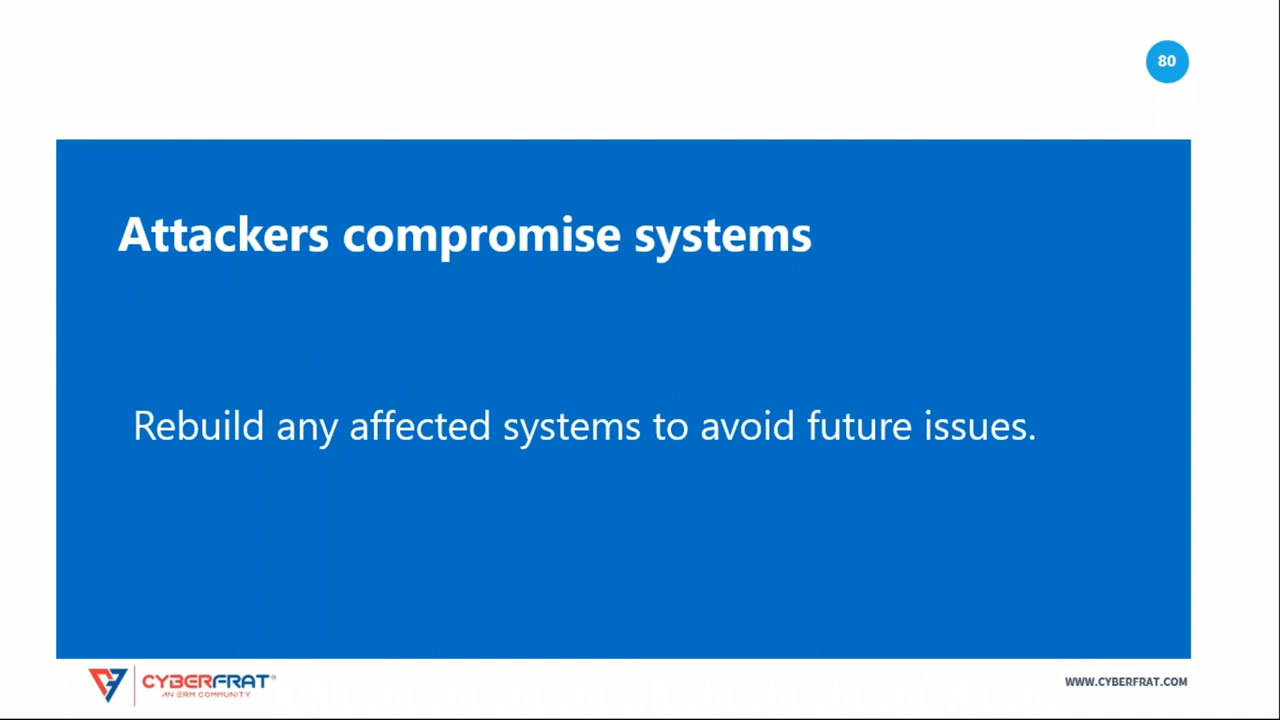 80
Attackers compromise systems
Rebuild any affected systems to avoid future issues.
CYBERFRAT®
AN ERM COMMUNITY
WWW.CYBERFRAT.COM